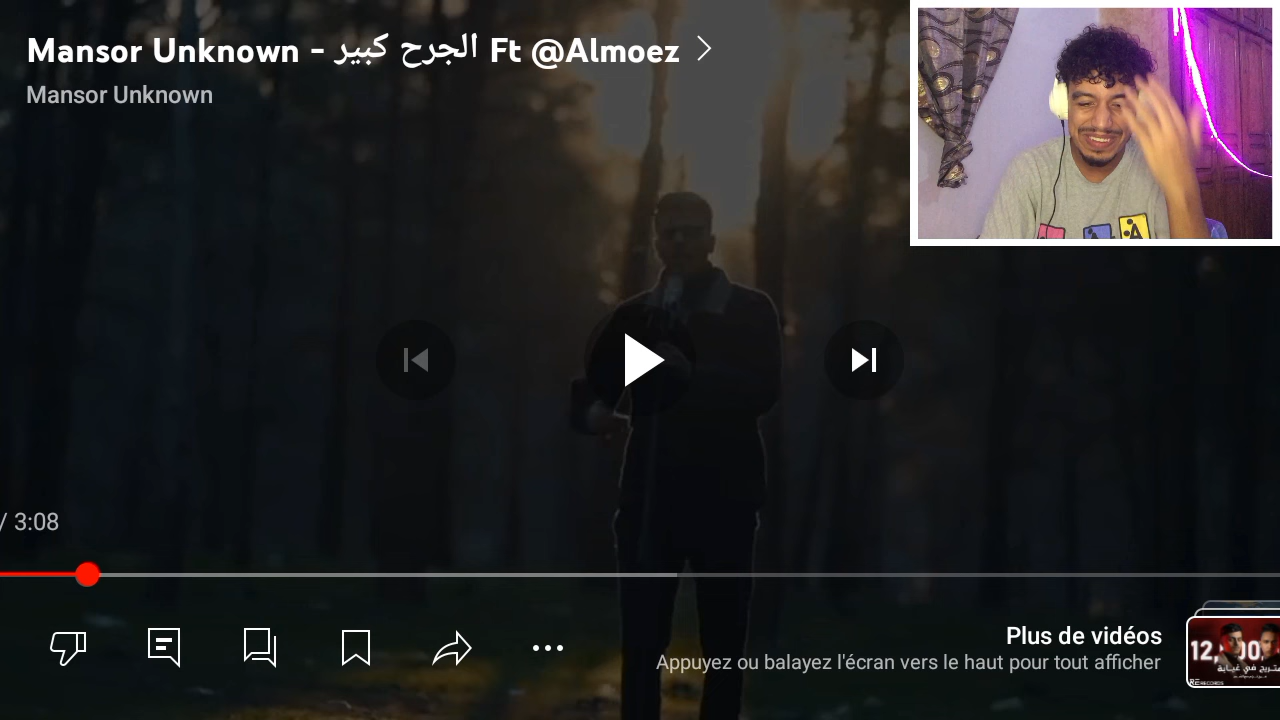 Mansor Unknown - الجرح كبير Ft @Almoez
Mansor Unknown
/ 3:08
Plus de vidéos
Appuyez ou balayez l'écran vers le haut pour tout afficher